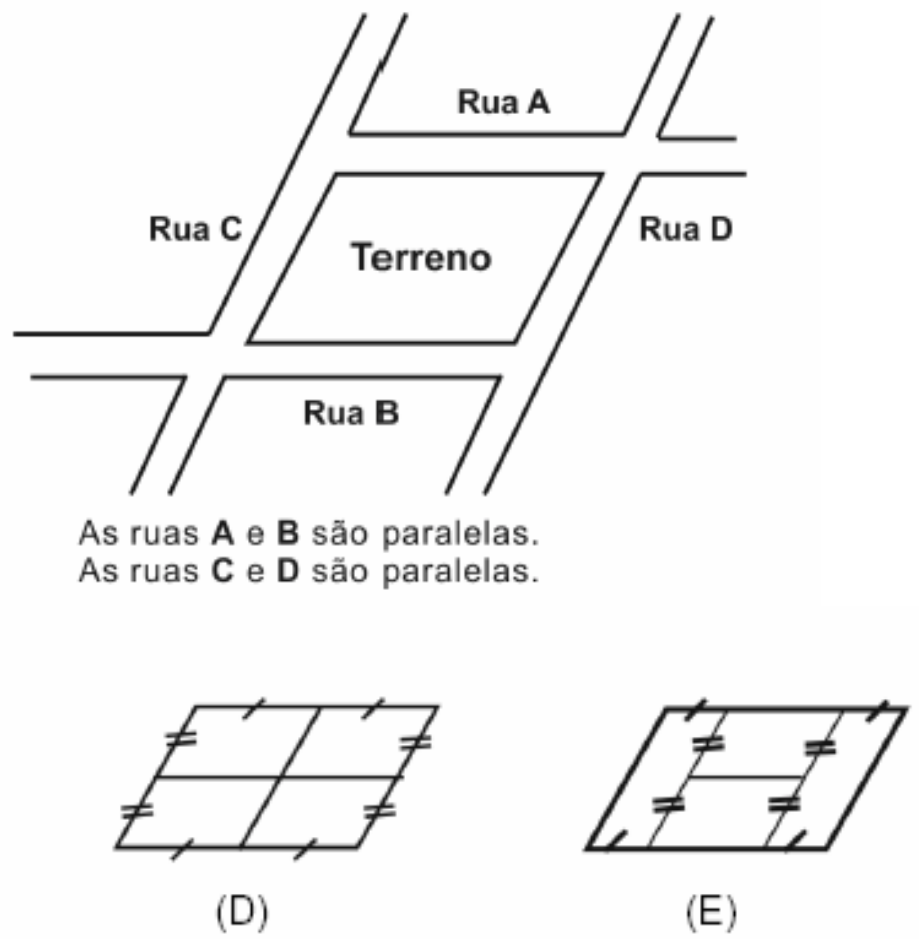 Rua A
Rua C
Rua D
Terreno
Rua B
As ruas A e B são paralelas.
As ruas C e D são paralelas.
(D)
(E)